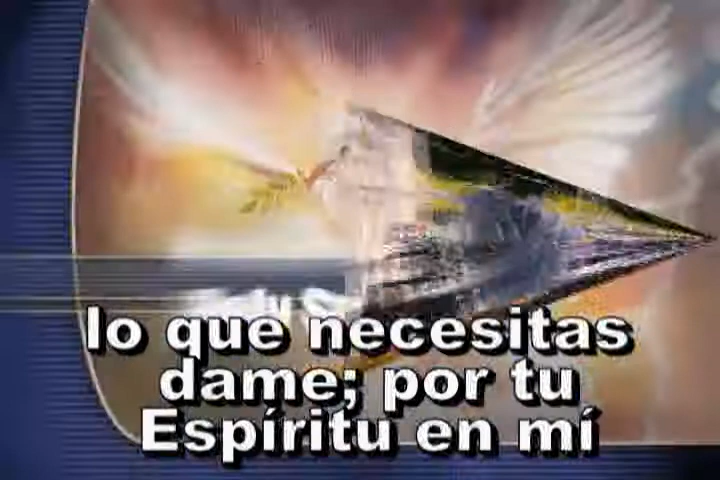 lo que necesitas
dame; por tu
Espíritu en mí